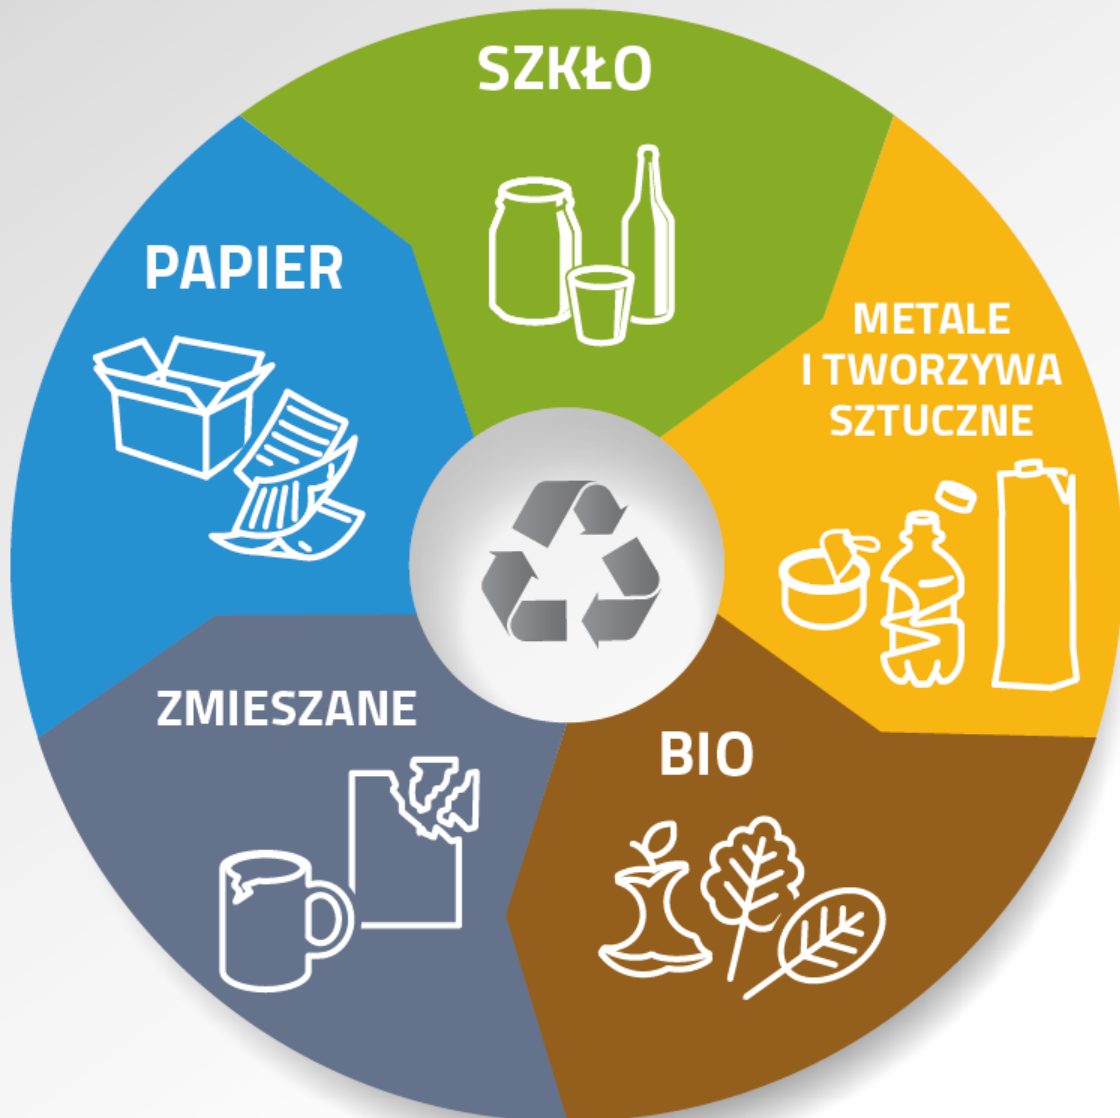 SZKŁO
PAPIER
METALE
I TWORZYWA
SZTUCZNE
ZMIESZANE
BIO